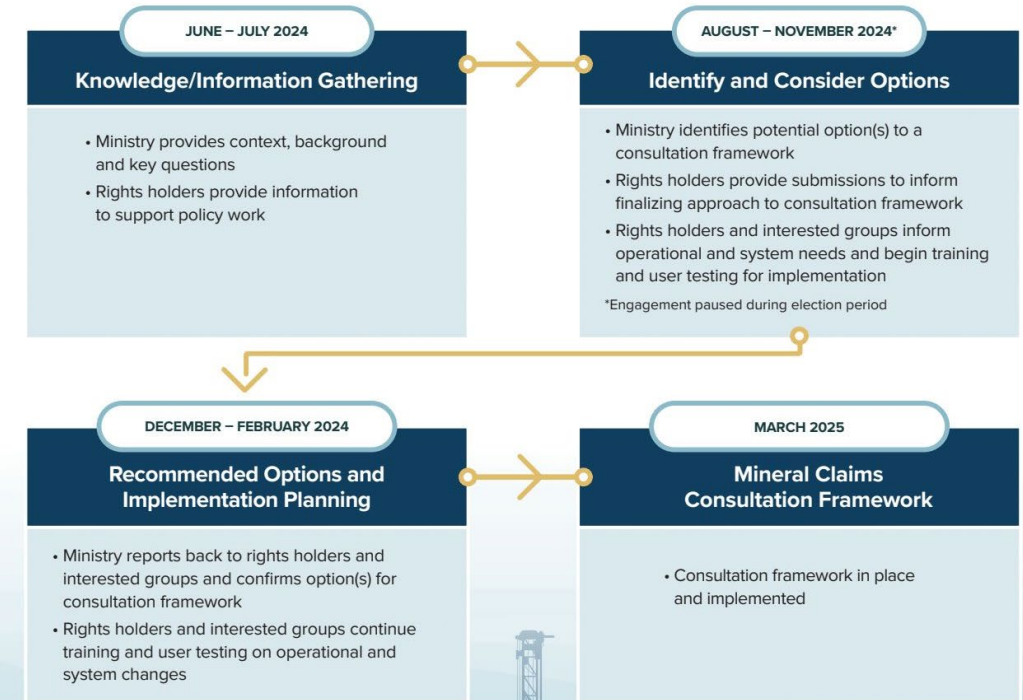 JUNE – JULY 2024
Knowledge/Information Gathering
• Ministry provides context, background
and key questions
• Rights holders provide information
to support policy work
AUGUST – NOVEMBER 2024*
Identify and Consider Options
• Ministry identifies potential option(s) to a
consultation framework
• Rights holders provide submissions to inform
finalizing approach to consultation framework
• Rights holders and interested groups inform
operational and system needs and begin training
and user testing for implementation
*Engagement paused during election period
DECEMBER – FEBRUARY 2024
Recommended Options and
Implementation Planning
• Ministry reports back to rights holders and
interested groups and confirms option(s) for
consultation framework
• Rights holders and interested groups continue
training and user testing on operational and
system changes
MARCH 2025
Mineral Claims
Consultation Framework
• Consultation framework in place
and implemented